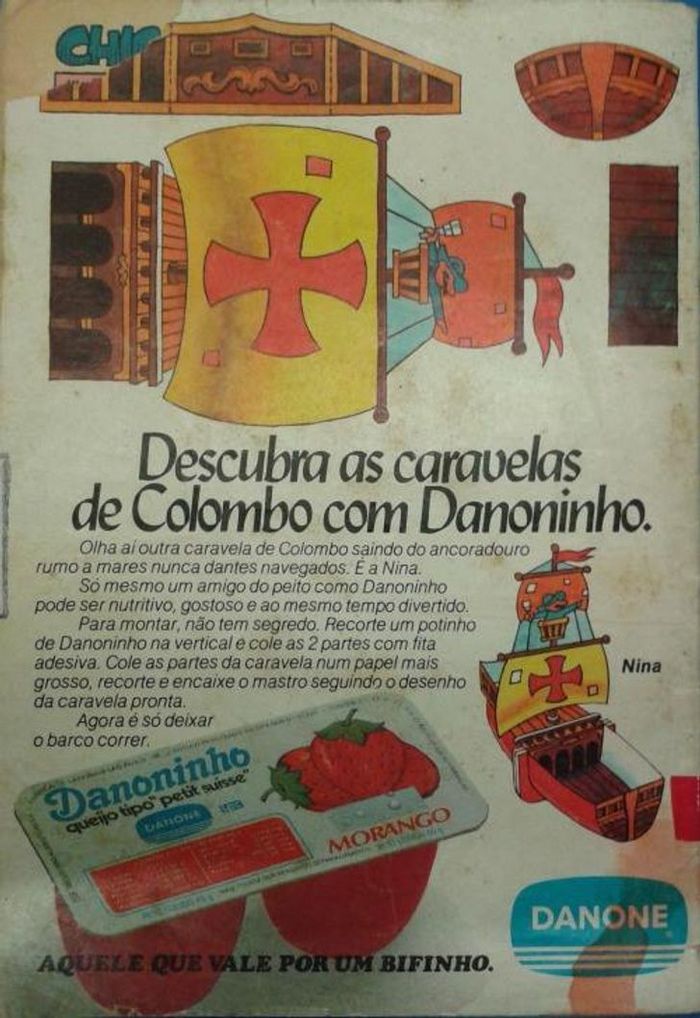 Descubra as caravelas
de Colombo com Danoninho.
Olha aí outra caravela de Colombo saindo do ancoradouro
rumo a mares nunca dantes navegados. É a Nina.
Só mesmo um amigo do peito como Danoninho
pode ser nutritivo, gostoso e ao mesmo tempo divertido.
Para montar, não tem segredo. Recorte um potinho
de Danoninho na vertical e cole as 2 partes com fita
adesiva. Cole as partes da caravela num papel mais
grosso, recorte e encaixe o mastro seguindo o desenho
da caravela pronta.
Agora é só deixar
o barco correr.
Nina
Danoninho
queijo tipo "petit suisse"
DANONE
MORANGO
DANONE
AQUELE QUE VALE POR UM BIFINHO.